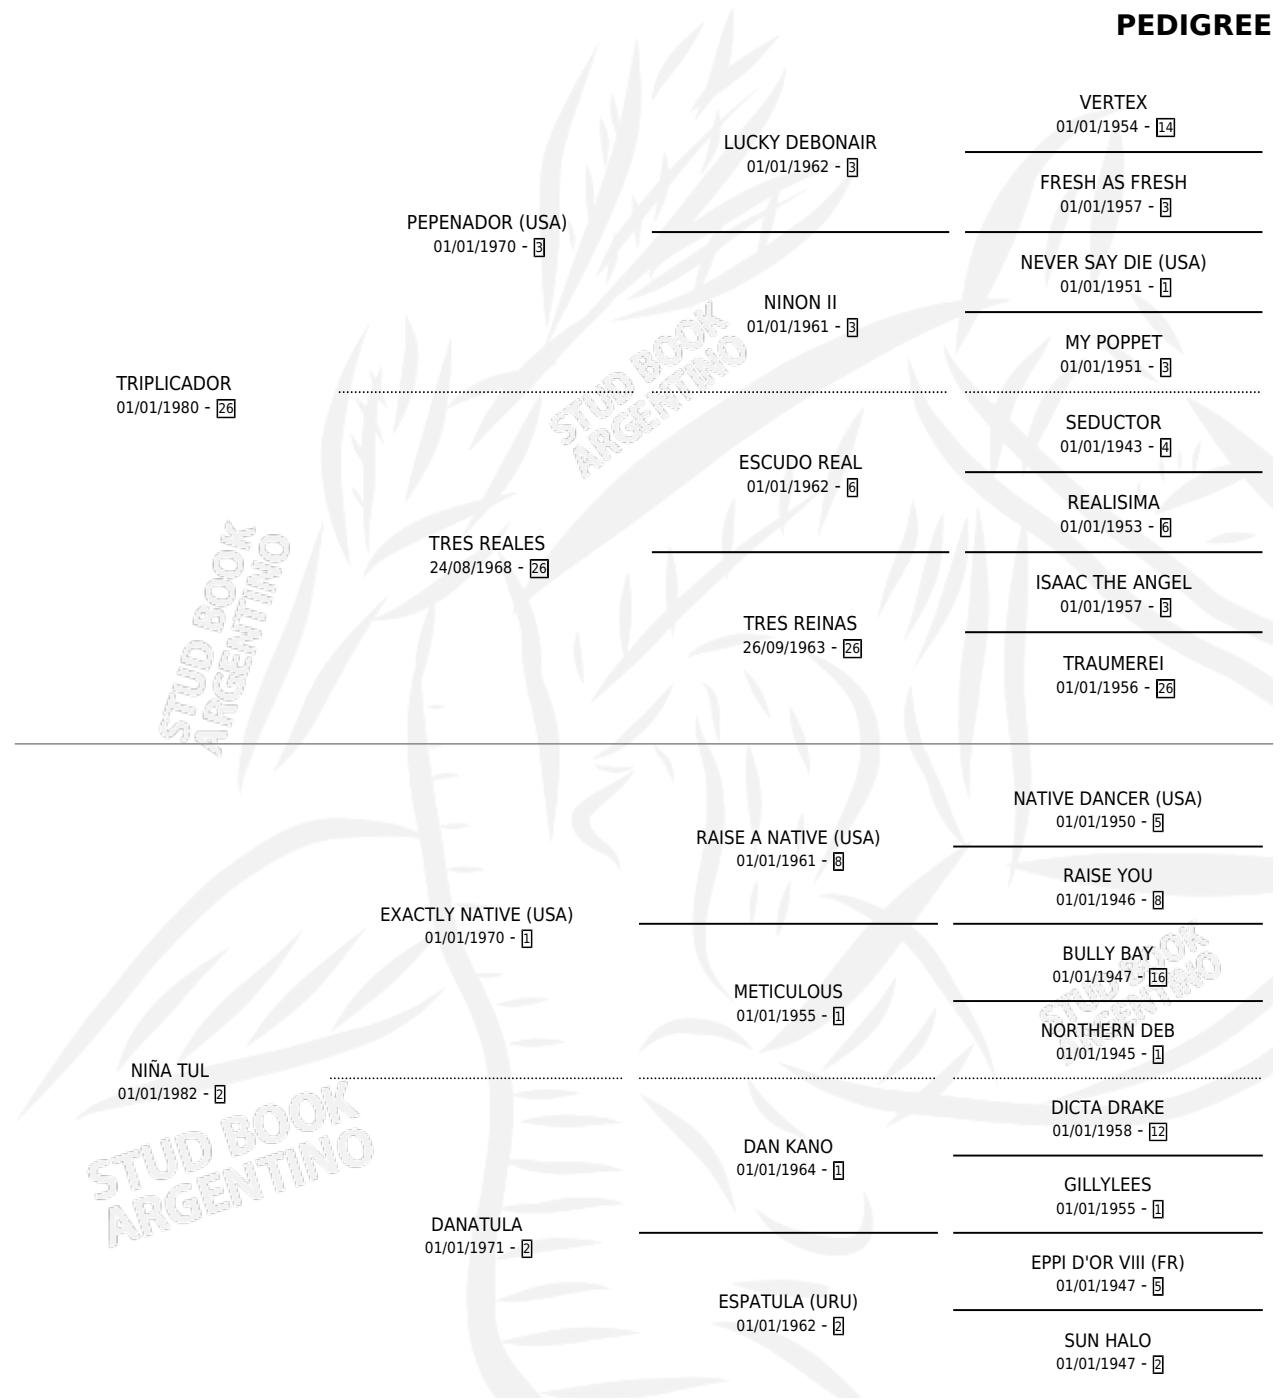 PEDIGREE
VERTEX
01/01/1954 - 14
LUCKY DEBONAIR
01/01/1962 - 3
FRESH AS FRESH
01/01/1957 - 3
PEPENADOR (USA)
01/01/1970 - 3
NEVER SAY DIE (USA)
01/01/1951 - 1
NINON II
01/01/1961 - 3
MY POPPET
01/01/1951 - 3
TRIPLICADOR
01/01/1980 - 26
SEDUCTOR
01/01/1943 - 4
ESCUDO REAL
01/01/1962 - 6
REALISIMA
01/01/1953 - 6
TRES REALES
24/08/1968 - 26
ISAAC THE ANGEL
01/01/1957 - 3
TRES REINAS
26/09/1963 - 26
TRAUMEREI
01/01/1956 - 26
NATIVE DANCER (USA)
01/01/1950 - 5
RAISE A NATIVE (USA)
01/01/1961 - 8
RAISE YOU
01/01/1946 - 8
EXACTLY NATIVE (USA)
01/01/1970 - 1
BULLY BAY
01/01/1947 - 16
METICULOUS
01/01/1955 - 1
NORTHERN DEB
01/01/1945 - 1
NIÑA TUL
01/01/1982 - 2
DICTA DRAKE
01/01/1958 - 12
DAN KANO
01/01/1964 - 1
GILLYLEES
01/01/1955 - 1
DANATULA
01/01/1971 - 2
EPPI D'OR VIII (FR)
01/01/1947 - 5
ESPATULA (URU)
01/01/1962 - 2
SUN HALO
01/01/1947 - 2
STUD BOOK
ARGENTINO
STUD BOOK
ARGENTINO
STUD BOOK
ARGENTINO
STUD BOOK
ARGENTINO